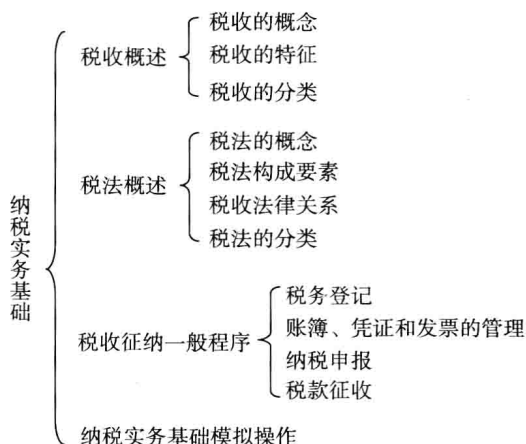 纳税实务基础
税收概述
税收的概念
税收的特征
税收的分类
税法概述
税法的概念
税法构成要素
税收法律关系
税法的分类
税收征纳一般程序
税务登记
账簿、凭证和发票的管理
纳税申报
税款征收
纳税实务基础模拟操作